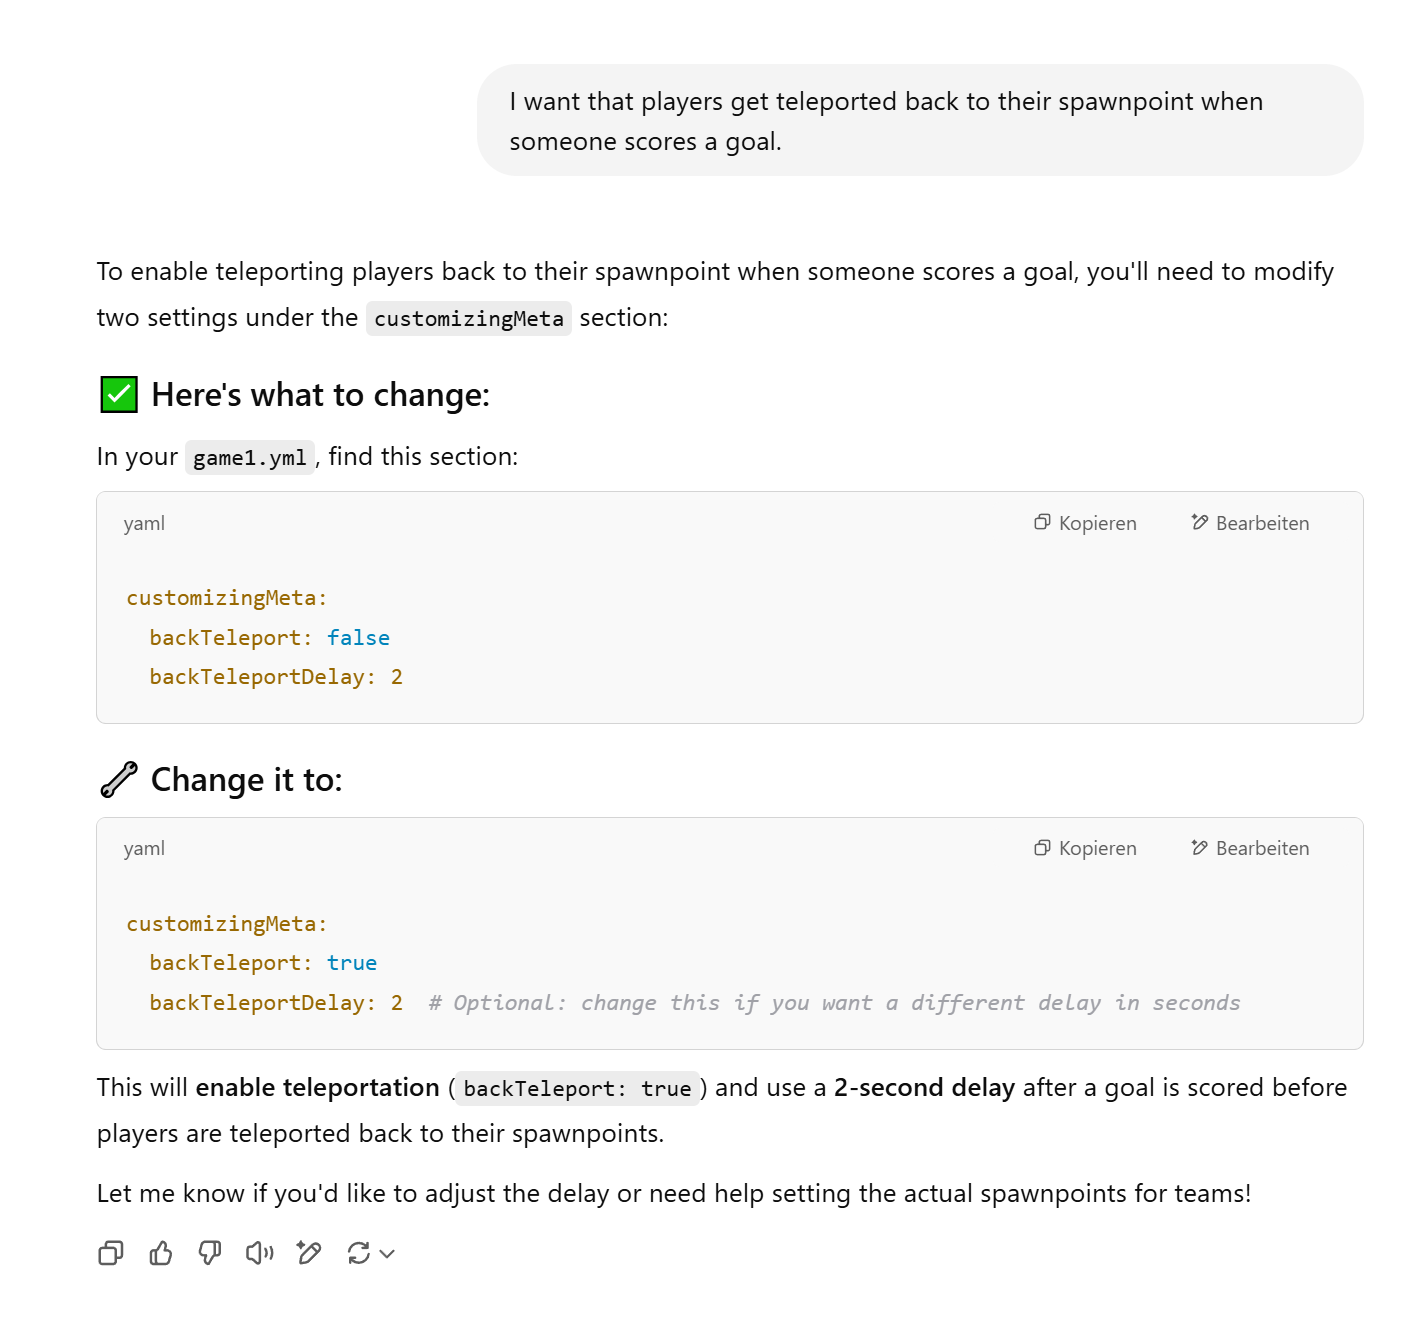 I want that players get teleported back to their spawnpoint when
someone scores a goal.
To enable teleporting players back to their spawnpoint when someone scores a goal, you'll need to modify
two settings under the customizingMeta section:
✅ Here's what to change:
In your game1.yml, find this section:
yaml Kopieren Bearbeiten
customizingMeta:
  backTeleport: false
  backTeleportDelay: 2
🔧 Change it to:
yaml Kopieren Bearbeiten
customizingMeta:
  backTeleport: true
  backTeleportDelay: 2  # Optional: change this if you want a different delay in seconds
This will enable teleportation (backTeleport: true) and use a 2-second delay after a goal is scored before
players are teleported back to their spawnpoints.
Let me know if you'd like to adjust the delay or need help setting the actual spawnpoints for teams!